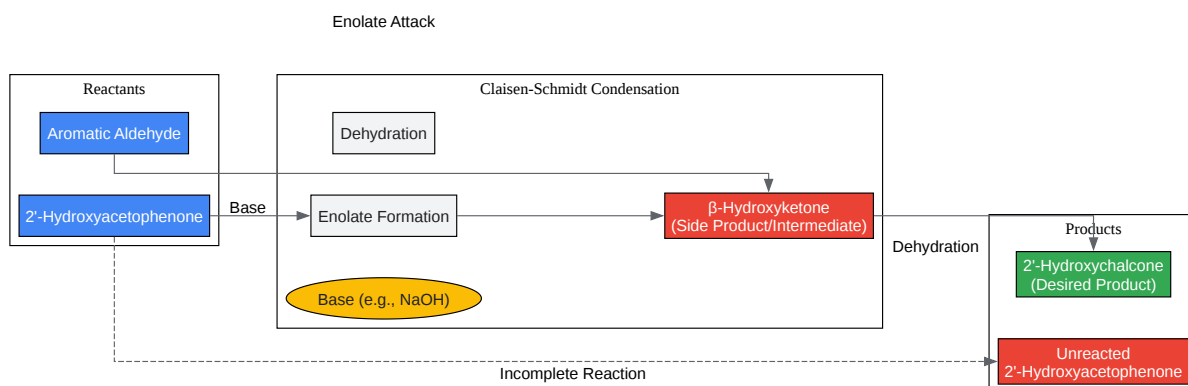 Enolate Attack
Reactants
Claisen-Schmidt Condensation
Aromatic Aldehyde
Dehydration
2'-Hydroxyacetophenone
Base
Enolate Formation
β-Hydroxyketone
(Side Product/Intermediate)
Dehydration
Products
2'-Hydroxychalcone
(Desired Product)
Base (e.g., NaOH)
Unreacted
2'-Hydroxyacetophenone
Incomplete Reaction